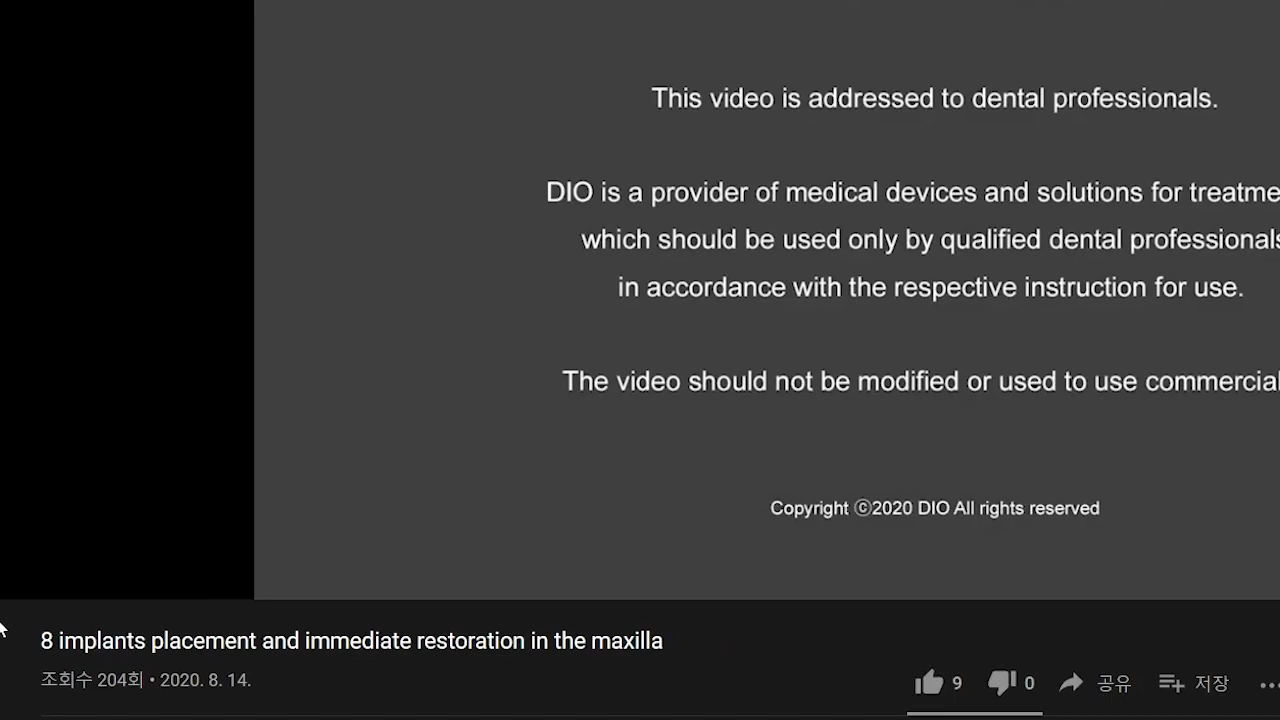 This video is addressed to dental professionals.
DIO is a provider of medical devices and solutions for
which should be used only by qualified dental
in accordance with the respective instruction for use.
The video should not be modified or used to use
Copyright ⓒ2020 DIO All rights reserved
8 implants placement and immediate restoration in the maxilla
조회수 204회 • 2020. 8. 14.
9 0 공유 저장